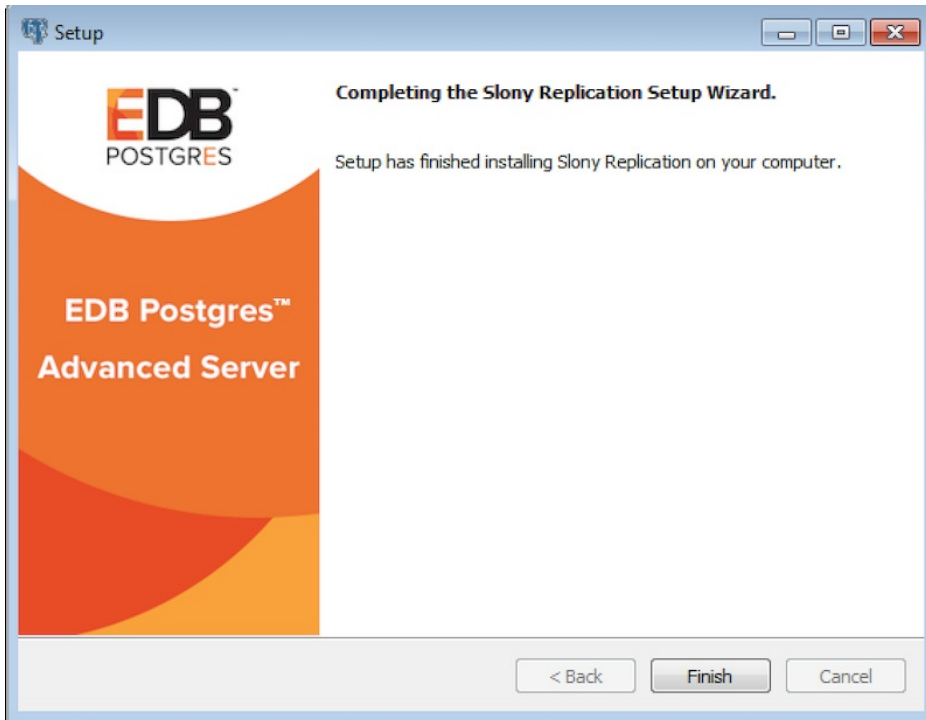 Setup
EDB
POSTGRES
EDB Postgres™
Advanced Server
Completing the Slony Replication Setup Wizard.
Setup has finished installing Slony Replication on your computer.
< Back
Finish
Cancel